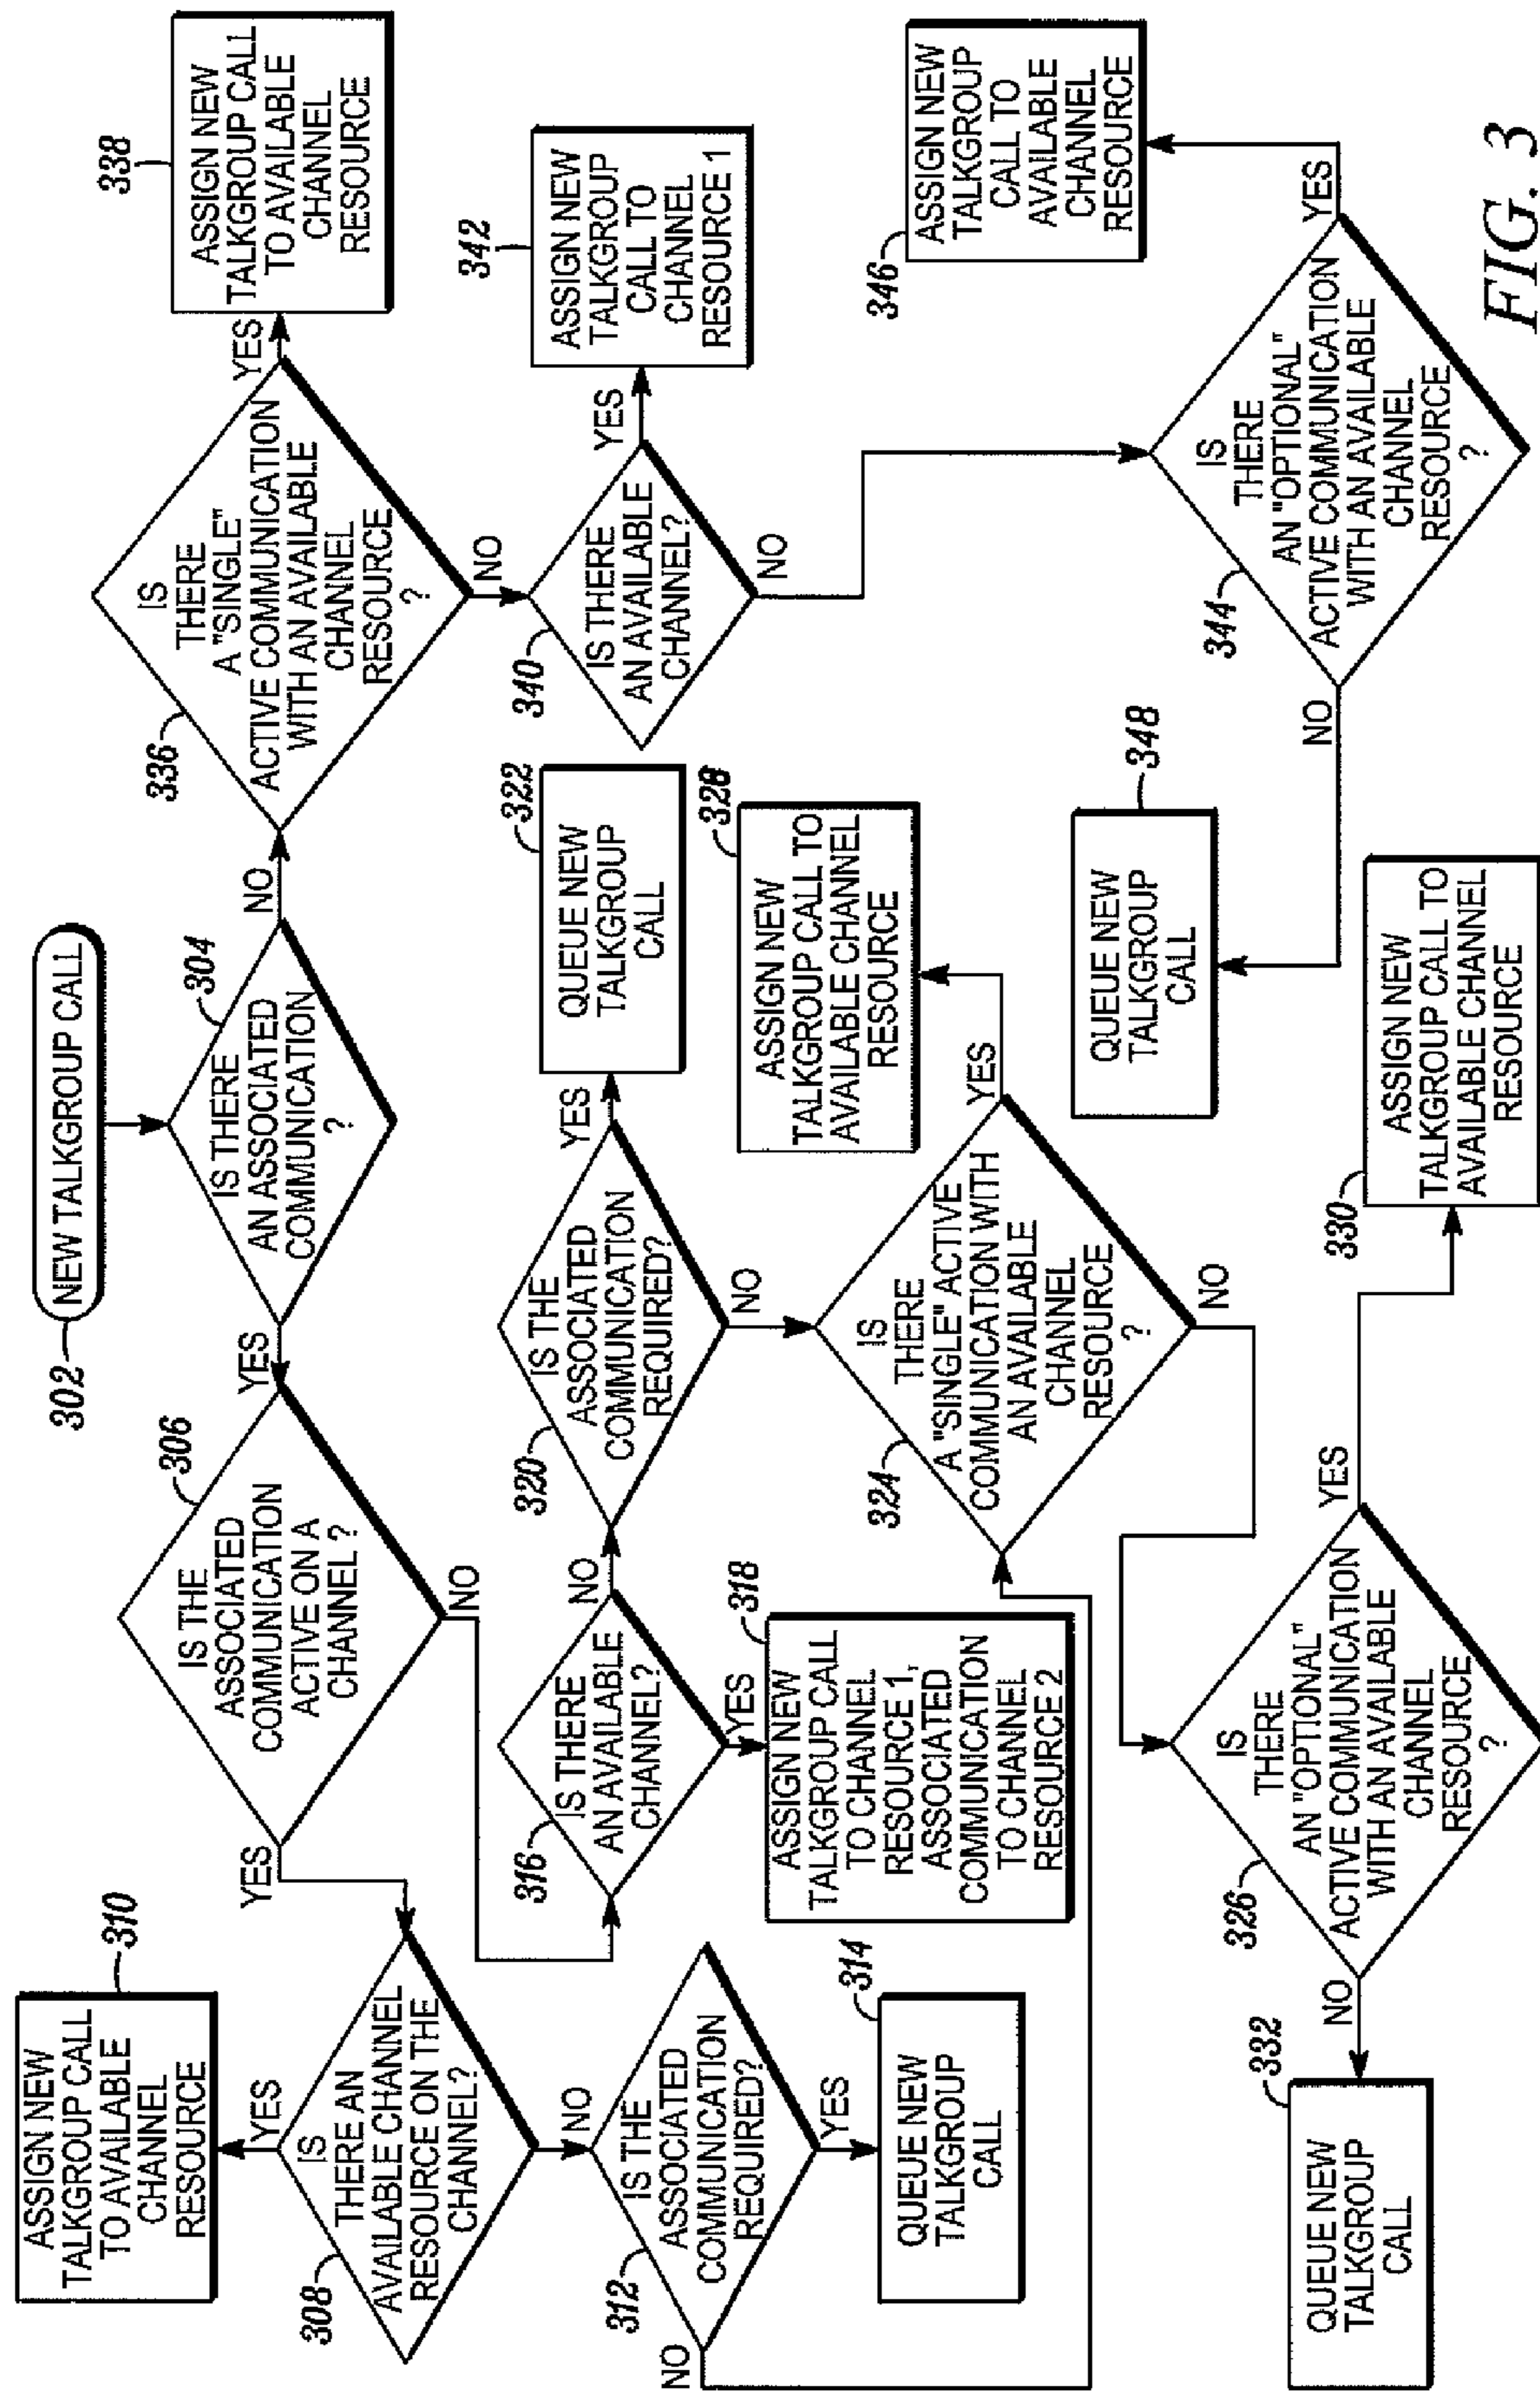 302
NEW TALKGROUP CALL
304
IS THERE
AN ASSOCIATED
COMMUNICATION
?
YES
NO
306
IS THE
ASSOCIATED
COMMUNICATION
ACTIVE ON A
CHANNEL ?
YES
NO
308
IS
THERE AN
AVAILABLE CHANNEL
RESOURCE ON THE
CHANNEL?
YES
NO
310
ASSIGN NEW
TALKGROUP CALL
TO AVAILABLE
CHANNEL
RESOURCE
312
IS THE
ASSOCIATED
COMMUNICATION
REQUIRED?
NO
YES
314
QUEUE NEW
TALKGROUP
CALL
316
IS THERE
AN AVAILABLE
CHANNEL?
NO
YES
318
ASSIGN NEW
TALKGROUP CALL
TO CHANNEL
RESOURCE 1,
ASSOCIATED
COMMUNICATION
TO CHANNEL
RESOURCE 2
320
IS THE
ASSOCIATED
COMMUNICATION
REQUIRED?
YES
NO
322
QUEUE NEW
TALKGROUP
CALL
324
IS
THERE
A "SINGLE" ACTIVE
COMMUNICATION WITH
AN AVAILABLE
CHANNEL
RESOURCE
?
YES
NO
328
ASSIGN NEW
TALKGROUP CALL TO
AVAILABLE CHANNEL
RESOURCE
326
IS
THERE
AN "OPTIONAL"
ACTIVE COMMUNICATION
WITH AN AVAILABLE
CHANNEL
RESOURCE
?
NO
YES
332
QUEUE NEW
TALKGROUP
CALL
330
ASSIGN NEW
TALKGROUP CALL TO
AVAILABLE CHANNEL
RESOURCE
336
IS
THERE
A "SINGLE"
ACTIVE COMMUNICATION
WITH AN AVAILABLE
CHANNEL
RESOURCE
?
YES
NO
338
ASSIGN NEW
TALKGROUP CALL
TO AVAILABLE
CHANNEL
RESOURCE
340
IS THERE
AN AVAILABLE
CHANNEL?
YES
NO
342
ASSIGN NEW
TALKGROUP
CALL TO
CHANNEL
RESOURCE 1
344
IS
THERE
AN "OPTIONAL"
ACTIVE COMMUNICATION
WITH AN AVAILABLE
CHANNEL
RESOURCE
?
NO
YES
346
ASSIGN NEW
TALKGROUP
CALL TO
AVAILABLE
CHANNEL
RESOURCE
348
QUEUE NEW
TALKGROUP
CALL
FIG. 3